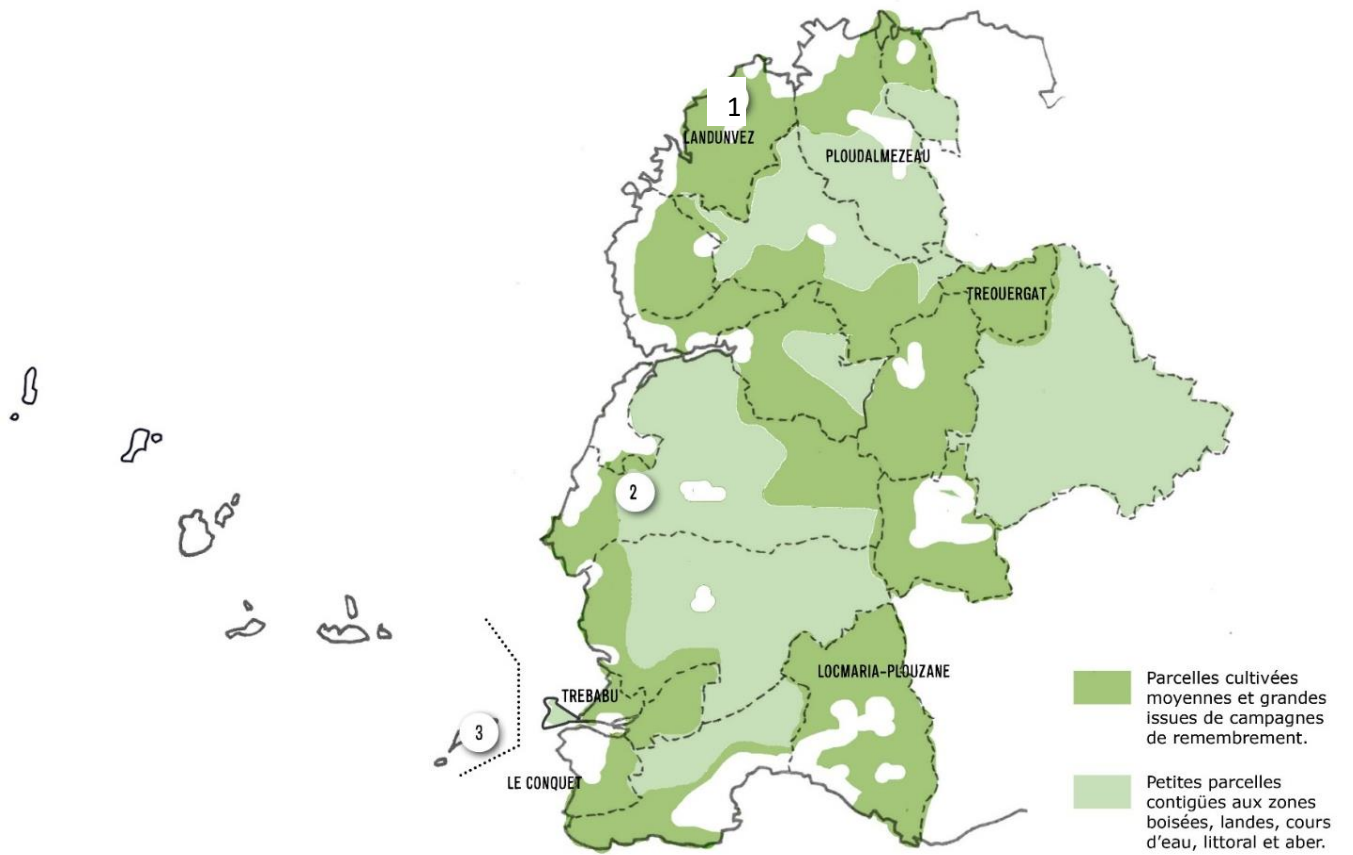 1
LANDUNVEZ
PLOUDALMEZEAU
TREOUERGAT
2
LOCMARIA-PLOUZANE
TREBABU
3
LE CONQUET
Parcelles cultivées
moyennes et grandes
issues de campagnes
de remembrement.
Petites parcelles
contigües aux zones
boisées, landes, cours
d'eau, littoral et aber.